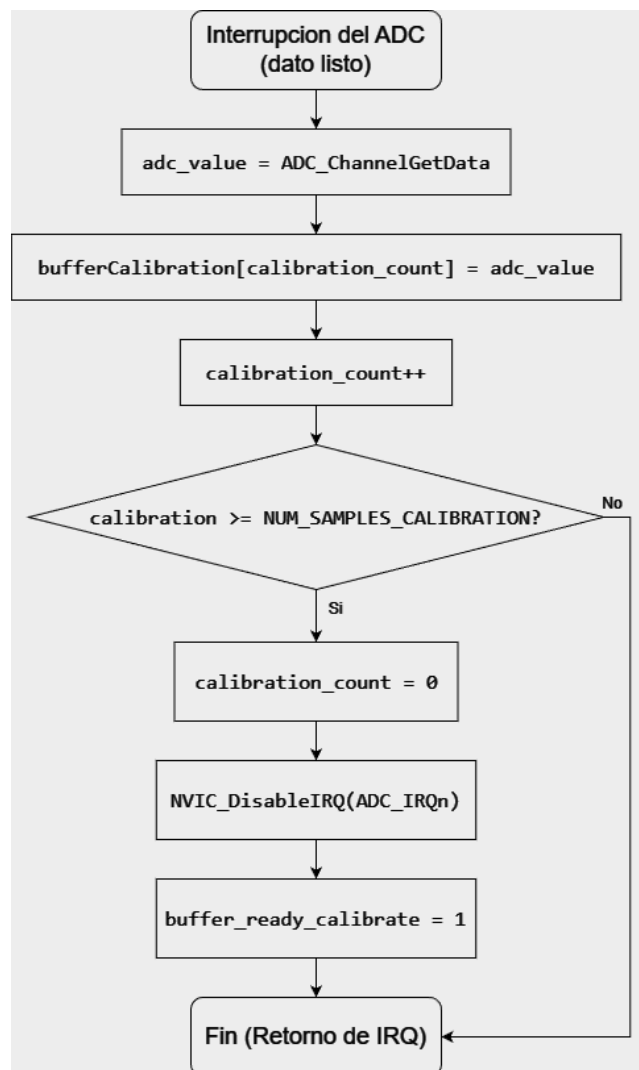 Interrupcion del ADC
(dato listo)
adc_value = ADC_ChannelGetData
bufferCalibration[calibration_count] = adc_value
calibration_count++
calibration >= NUM_SAMPLES_CALIBRATION?
No
Si
calibration_count = 0
NVIC_DisableIRQ(ADC_IRQn)
buffer_ready_calibrate = 1
Fin (Retorno de IRQ)